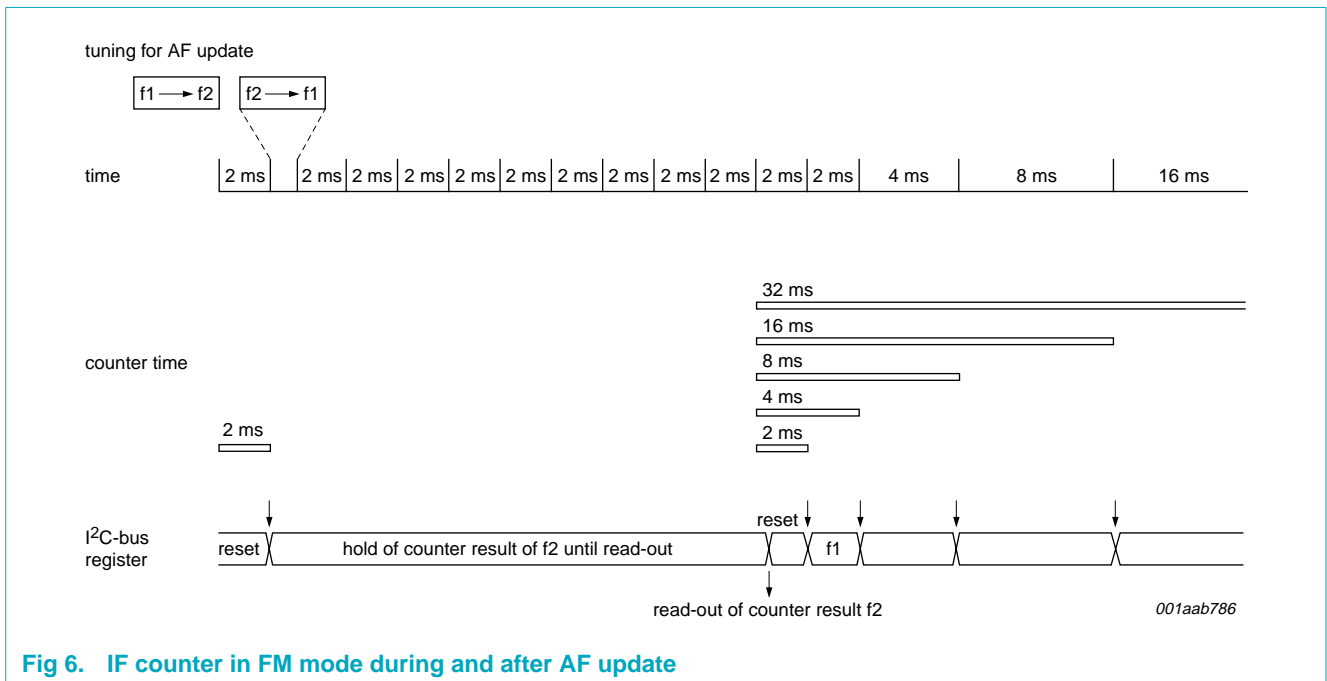 tuning for AF update
f1 → f2 f2 → f1
time 2 ms 2 ms 2 ms 2 ms 2 ms 2 ms 2 ms 2 ms 2 ms 2 ms 2 ms 2 ms 4 ms 8 ms 16 ms
32 ms
16 ms
counter time 8 ms
4 ms
2 ms 2 ms
reset
I²C-bus
register reset hold of counter result of f2 until read-out f1
read-out of counter result f2 001aab786
Fig 6. IF counter in FM mode during and after AF update